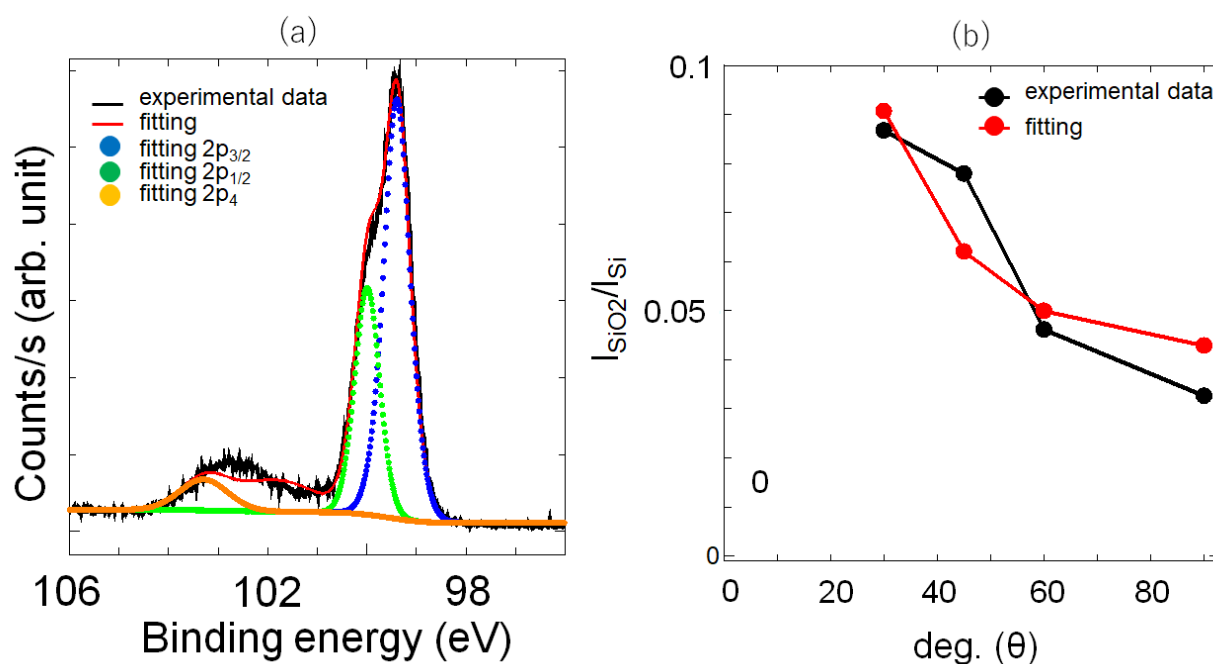 (a)
experimental data
fitting
fitting 2p3/2
fitting 2p1/2
fitting 2p4
Counts/s (arb. unit)
106 102 98
Binding energy (eV)
(b)
0.1
experimental data
fitting
ISiO2/ISi
0.05
0
0
0 20 40 60 80
deg. (θ)